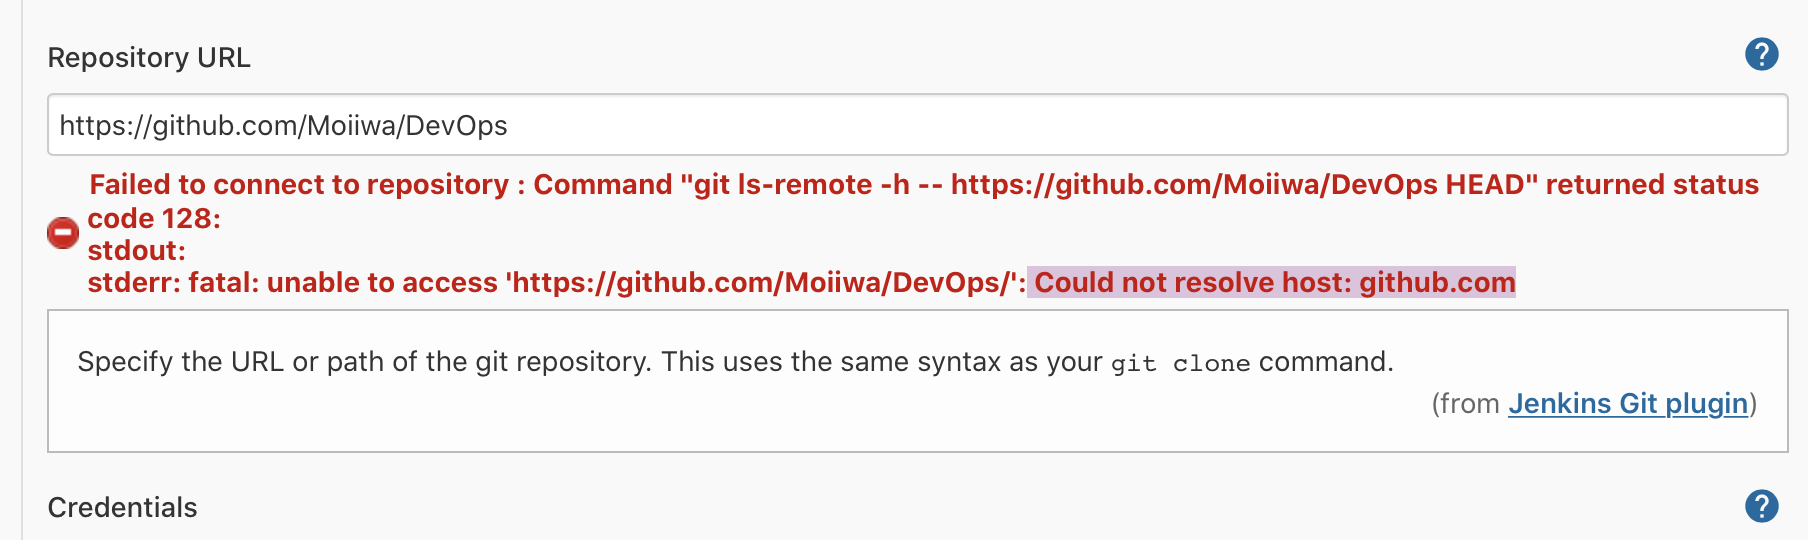 Repository URL
?
https://github.com/Moiiwa/DevOps
Failed to connect to repository : Command "git ls-remote -h -- https://github.com/Moiiwa/DevOps HEAD" returned status
code 128:
stdout:
stderr: fatal: unable to access 'https://github.com/Moiiwa/DevOps/': Could not resolve host: github.com
Specify the URL or path of the git repository. This uses the same syntax as your git clone command.
(from Jenkins Git plugin)
Credentials
?